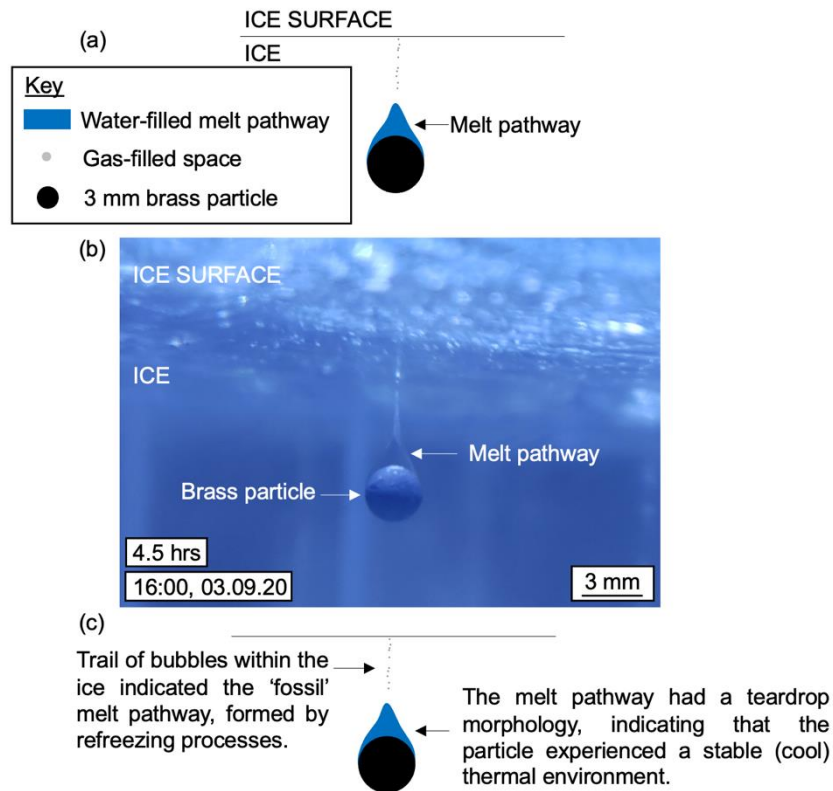 ICE SURFACE
(a)
ICE
Key
Water-filled melt pathway
Gas-filled space
3 mm brass particle
Melt pathway
(b)
ICE SURFACE
ICE
Melt pathway
Brass particle
4.5 hrs
16:00, 03.09.20
3 mm
(c)
Trail of bubbles within the
ice indicated the ‘fossil’
melt pathway, formed by
refreezing processes.
The melt pathway had a teardrop
morphology, indicating that the
particle experienced a stable (cool)
thermal environment.